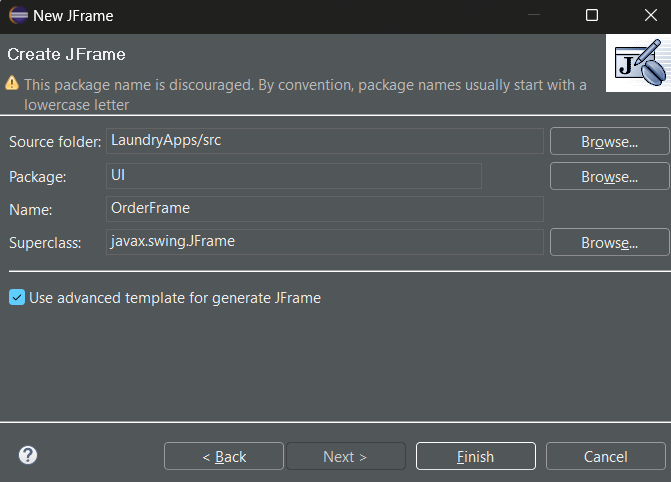 New JFrame
Create JFrame
This package name is discouraged. By convention, package names usually start with a
lowercase letter
Source folder: LaundryApps/src Browse...
Package: UI Browse...
Name: OrderFrame
Superclass: javax.swing.JFrame Browse...
Use advanced template for generate JFrame
? < Back Next > Finish Cancel